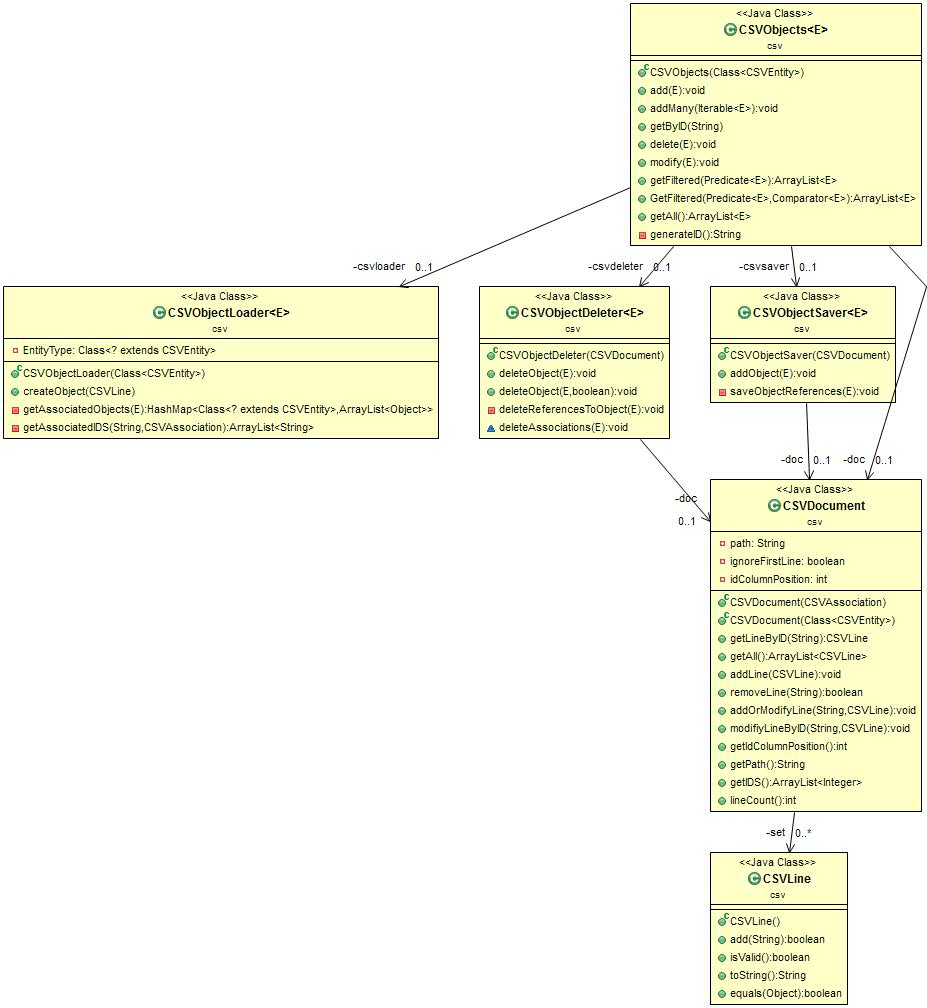 <<Java Class>>
CSVObjects<E>
csv
CSVObjects(Class<CSVEntity>)
add(E):void
addMany(Iterable<E>):void
getByID(String)
delete(E):void
modify(E):void
getFiltered(Predicate<E>):ArrayList<E>
GetFiltered(Predicate<E>,Comparator<E>):ArrayList<E>
getAll():ArrayList<E>
generateID():String
-csvloader 0..1
-csvdeleter 0..1
-csvsaver 0..1
<<Java Class>>
CSVObjectLoader<E>
csv
EntityType: Class<? extends CSVEntity>
CSVObjectLoader(Class<CSVEntity>)
createObject(CSVLine)
getAssociatedObjects(E):HashMap<Class<? extends CSVEntity>,ArrayList<Object>>
getAssociatedIDS(String,CSVAssociation):ArrayList<String>
<<Java Class>>
CSVObjectDeleter<E>
csv
CSVObjectDeleter(CSVDocument)
deleteObject(E):void
deleteObject(E,boolean):void
deleteReferencesToObject(E):void
deleteAssociations(E):void
<<Java Class>>
CSVObjectSaver<E>
csv
CSVObjectSaver(CSVDocument)
addObject(E):void
saveObjectReferences(E):void
-doc 0..1
-doc 0..1
-doc
0..1
<<Java Class>>
CSVDocument
csv
path: String
ignoreFirstLine: boolean
idColumnPosition: int
CSVDocument(CSVAssociation)
CSVDocument(Class<CSVEntity>)
getLineByID(String):CSVLine
getAll():ArrayList<CSVLine>
addLine(CSVLine):void
removeLine(String):boolean
addOrModifyLine(String,CSVLine):void
modifiyLineByID(String,CSVLine):void
getIdColumnPosition():int
getPath():String
getIDS():ArrayList<Integer>
lineCount():int
-set 0..*
<<Java Class>>
CSVLine
csv
CSVLine()
add(String):boolean
isValid():boolean
toString():String
equals(Object):boolean